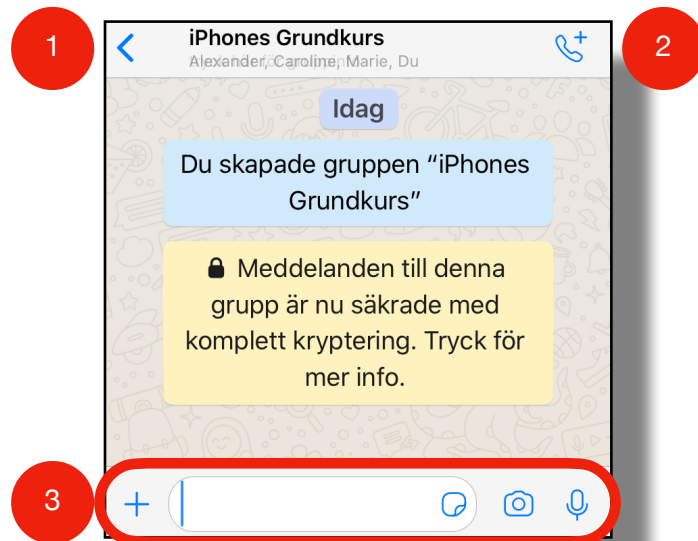 1
iPhones Grundkurs
2
Alexander, Caroline, Marie, Du
Idag
Du skapade gruppen “iPhones
Grundkurs”
Meddelanden till denna
grupp är nu säkrade med
komplett kryptering. Tryck för
mer info.
3